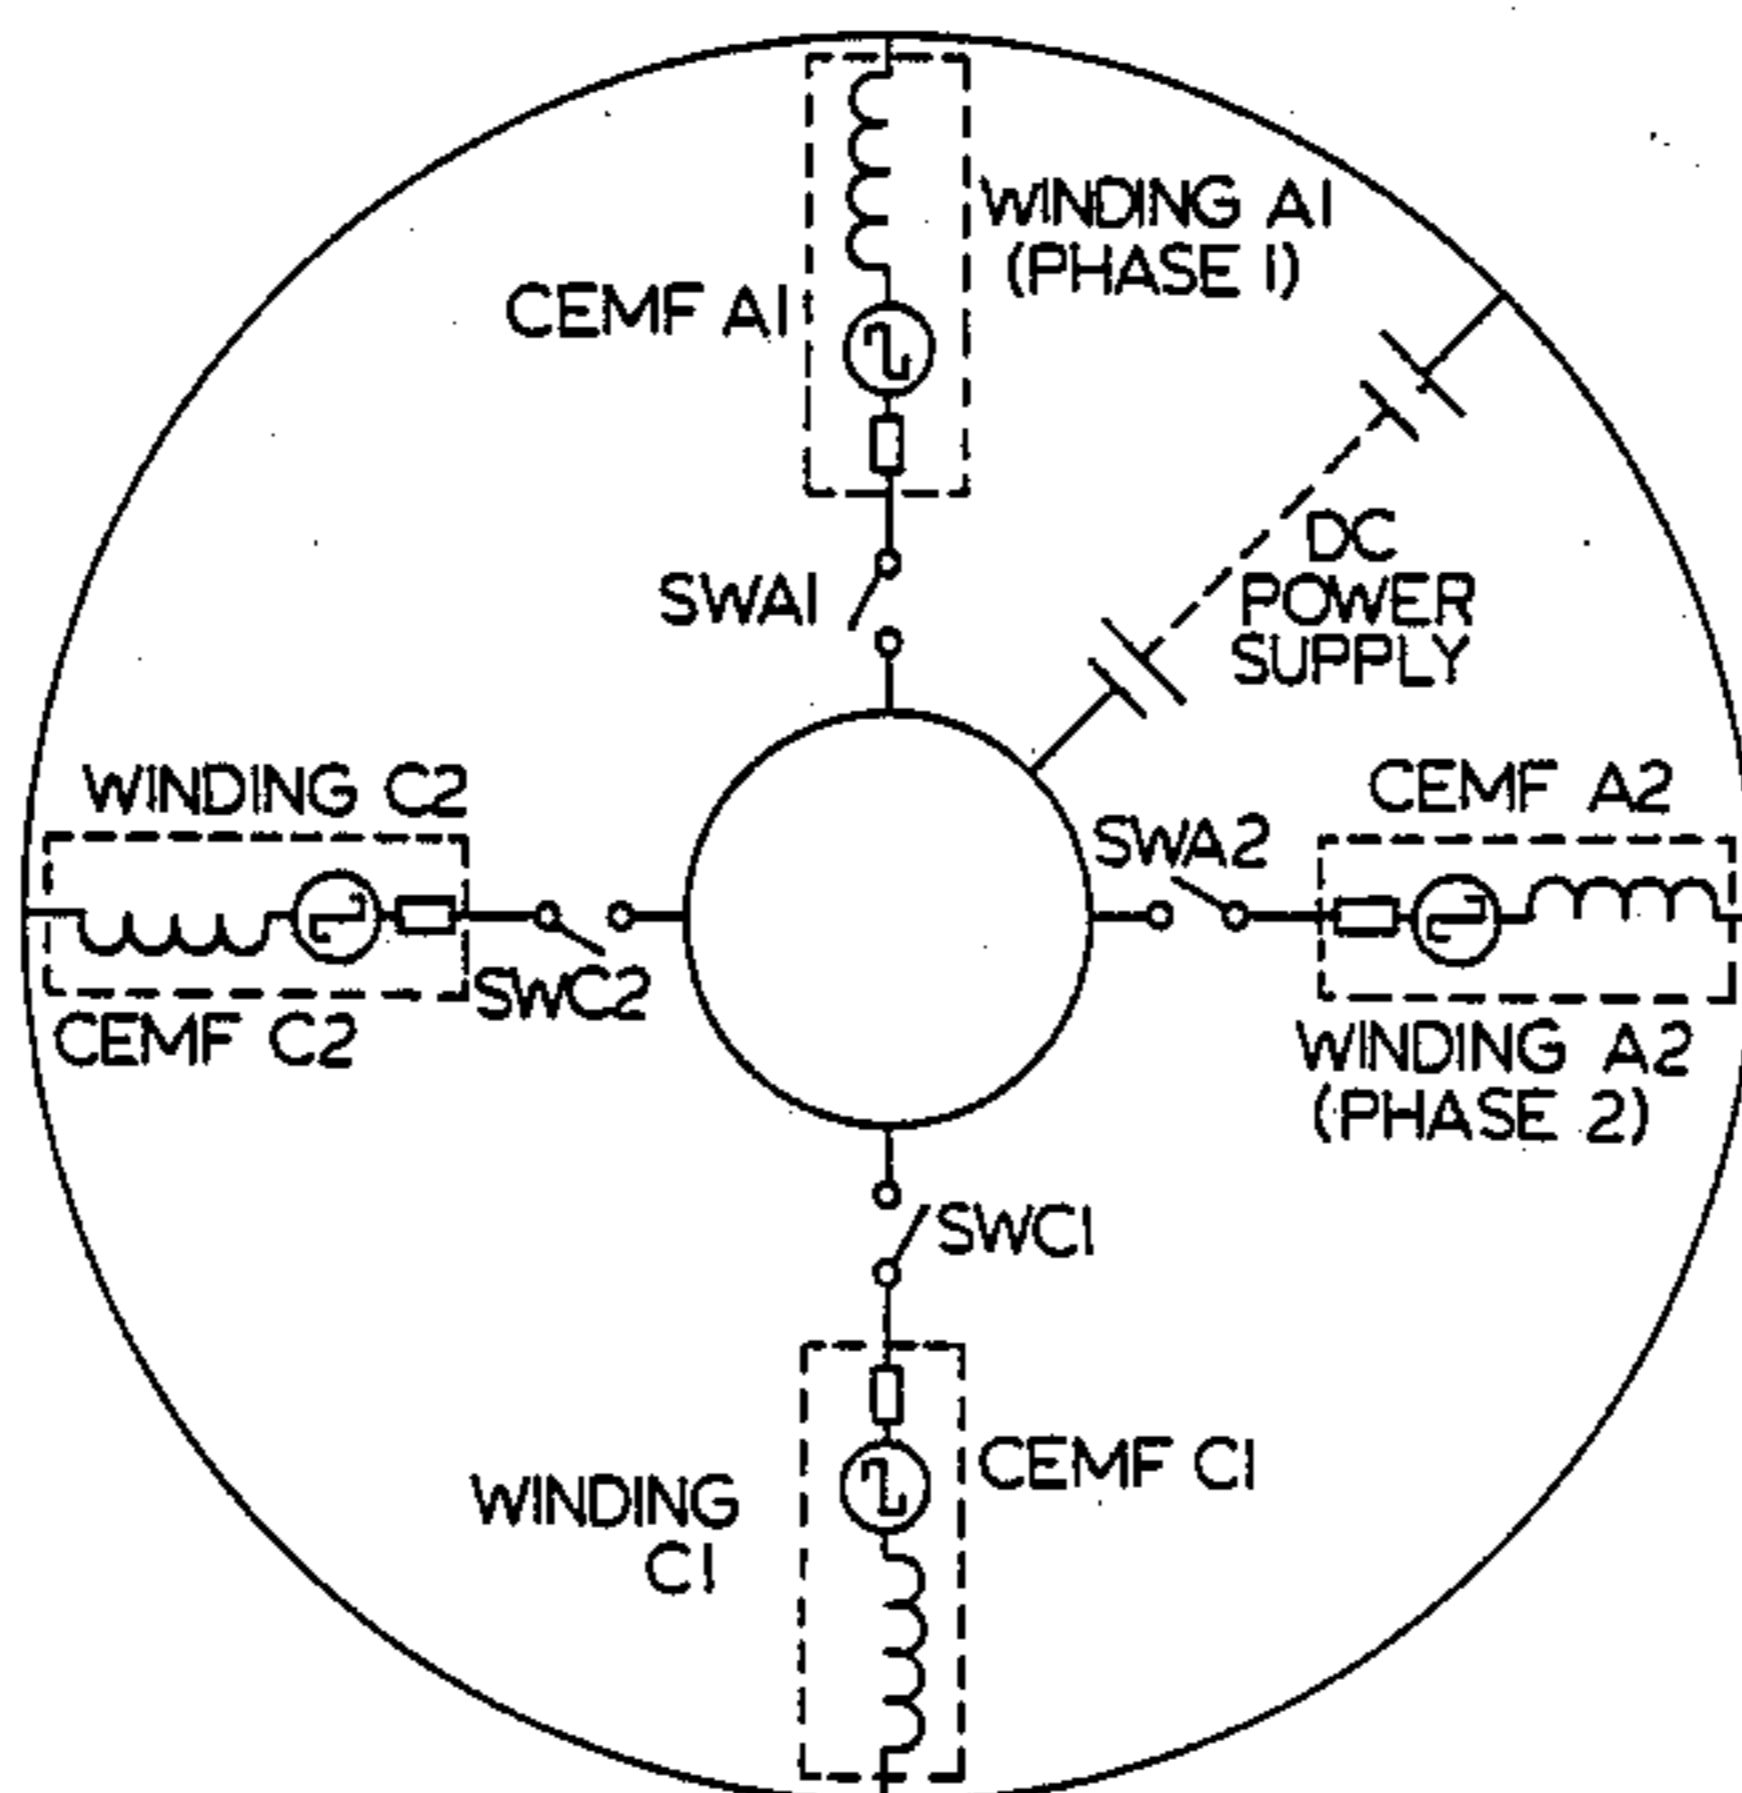 WINDING A1
(PHASE 1)
CEMF A1
DC
POWER
SUPPLY
SWA1
WINDING C2
CEMF A2
SWA2
SWC2
CEMF C2
WINDING A2
(PHASE 2)
SWC1
CEMF C1
WINDING
C1